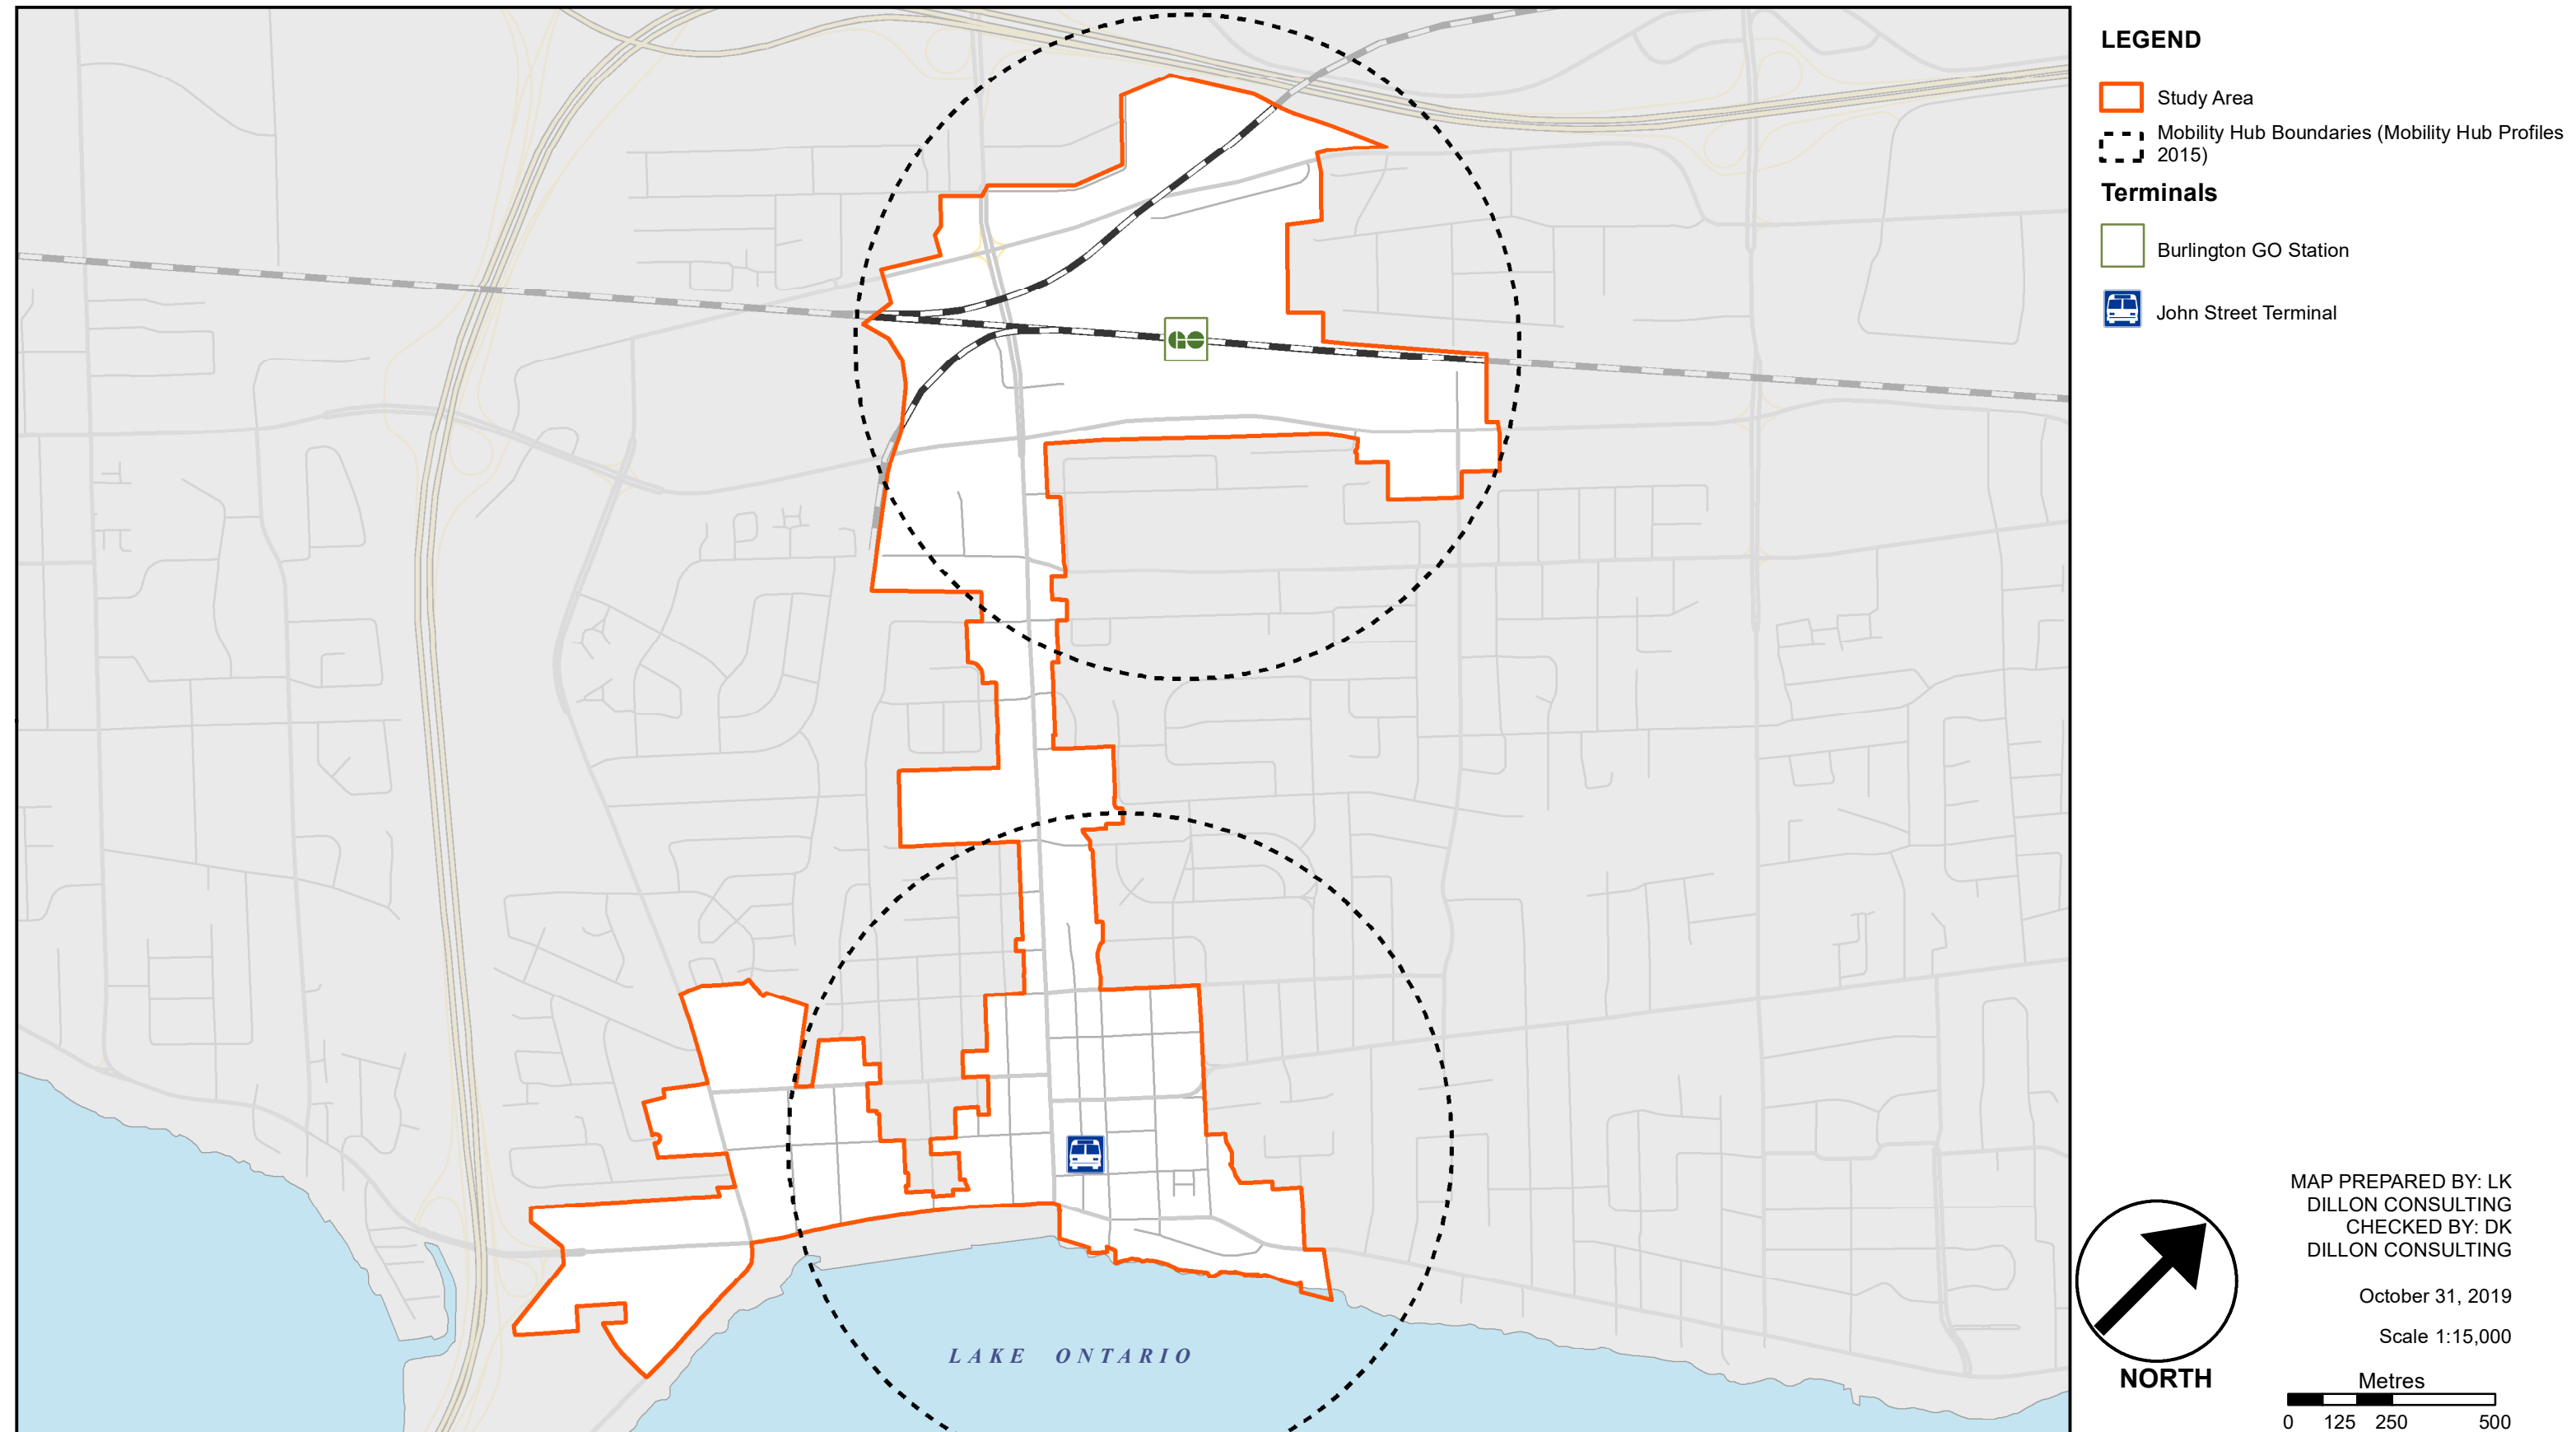 LEGEND
Study Area
Mobility Hub Boundaries (Mobility Hub Profiles
2015)
Terminals
Burlington GO Station
John Street Terminal
GO
LAKE ONTARIO
MAP PREPARED BY: LK
DILLON CONSULTING
CHECKED BY: DK
DILLON CONSULTING
October 31, 2019
Scale 1:15,000
NORTH
Metres
0 125 250 500